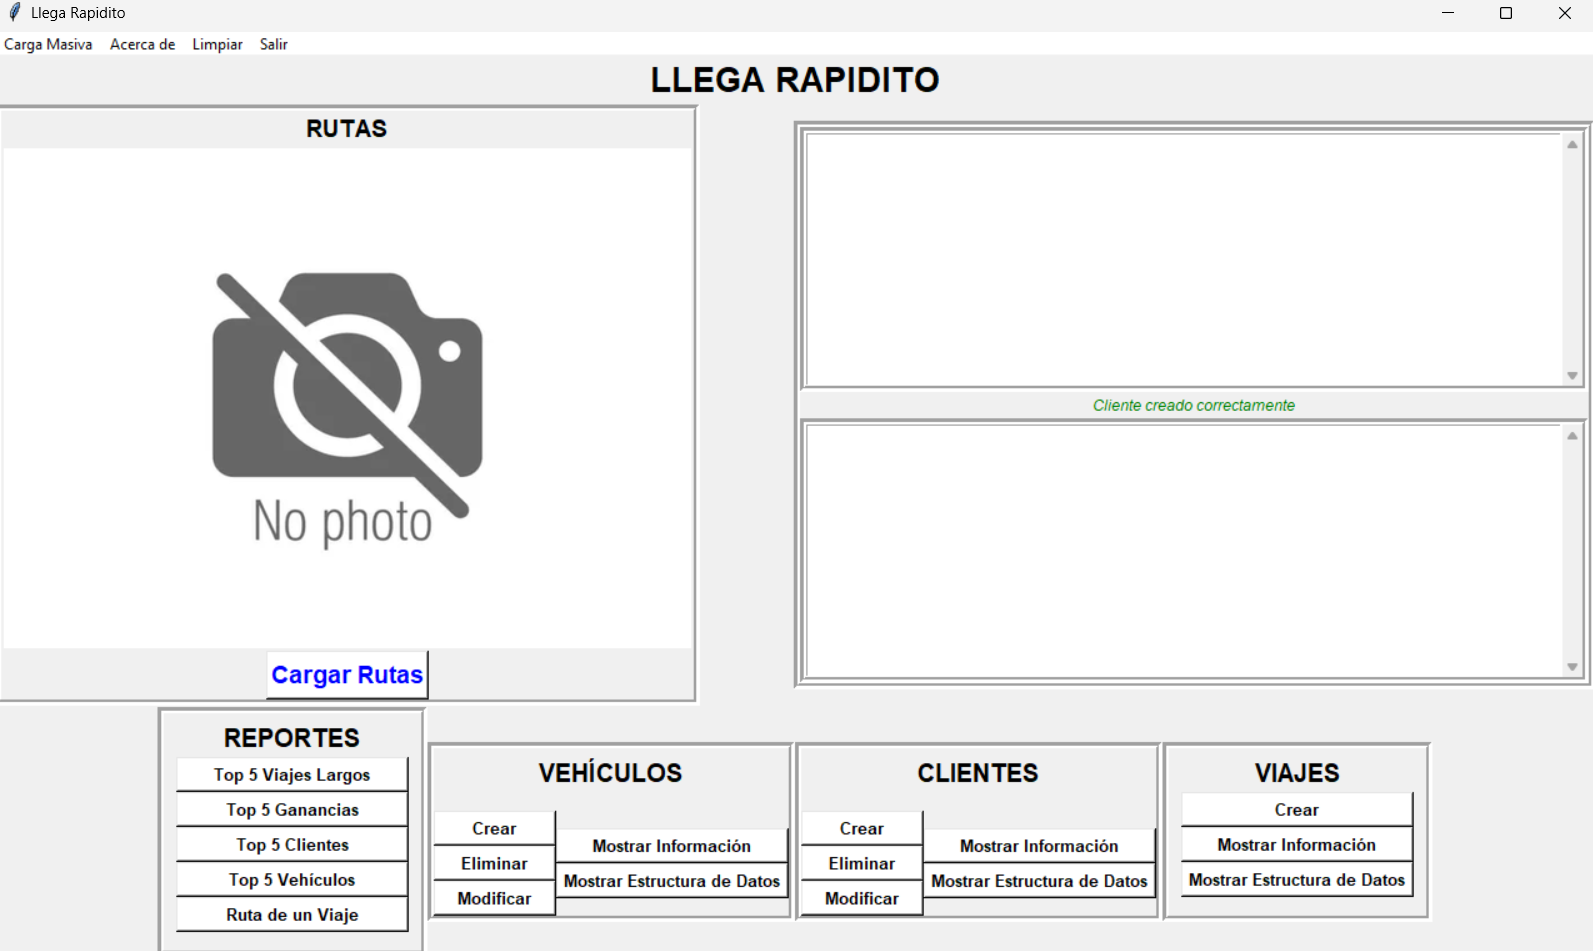 Llega Rapidito
Carga Masiva Acerca de Limpiar Salir
LLEGA RAPIDITO
RUTAS
No photo
Cargar Rutas
Cliente creado correctamente
REPORTES
Top 5 Viajes Largos
Top 5 Ganancias
Top 5 Clientes
Top 5 Vehículos
Ruta de un Viaje
VEHÍCULOS
Crear
Eliminar
Modificar
Mostrar Información
Mostrar Estructura de Datos
CLIENTES
Crear
Eliminar
Modificar
Mostrar Información
Mostrar Estructura de Datos
VIAJES
Crear
Mostrar Información
Mostrar Estructura de Datos